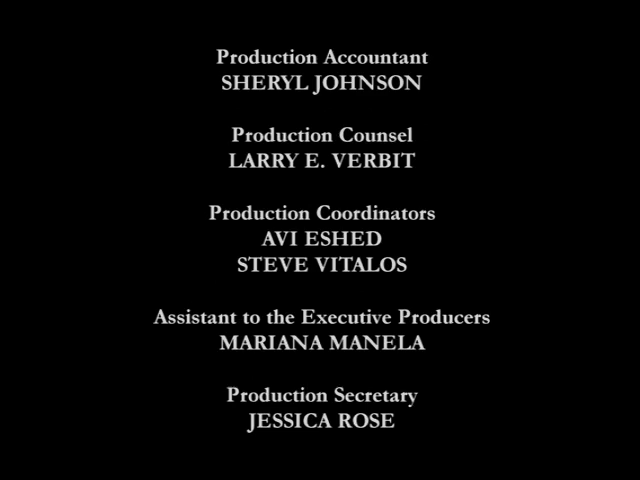 Production Accountant
SHERYL JOHNSON
Production Counsel
LARRY E. VERBIT
Production Coordinators
AVI ESHED
STEVE VITALOS
Assistant to the Executive Producers
MARIANA MANELA
Production Secretary
JESSICA ROSE